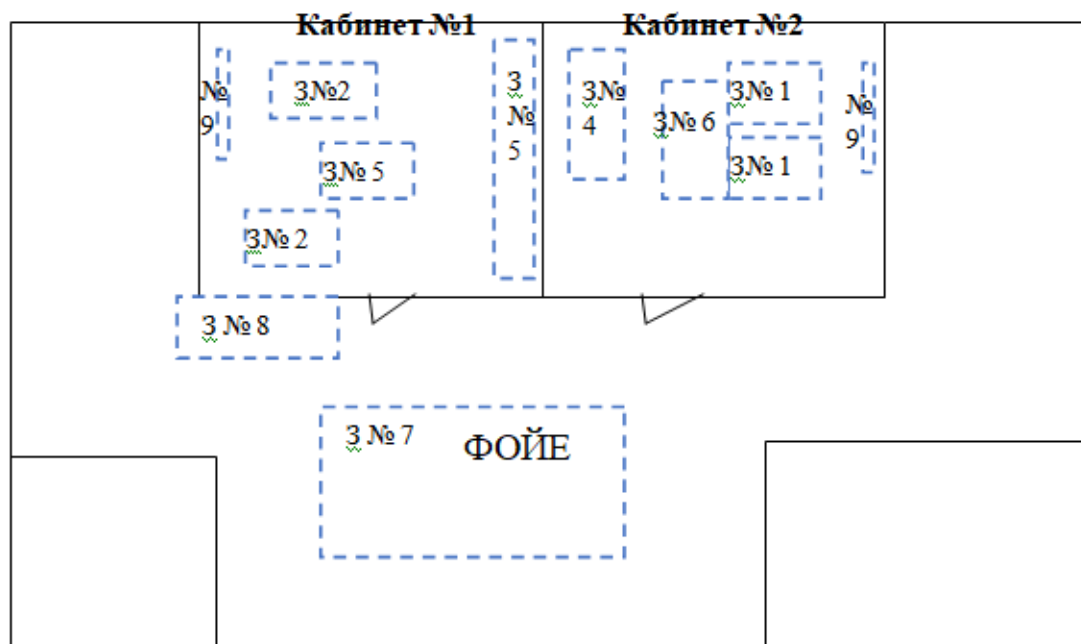 Кабинет №1
Кабинет №2
№
9
З№2
З№ 5
З№ 2
З
№
5
З№
4
З№ 6
З№ 1
З№ 1
№
9
З № 8
З № 7
ФОЙЕ